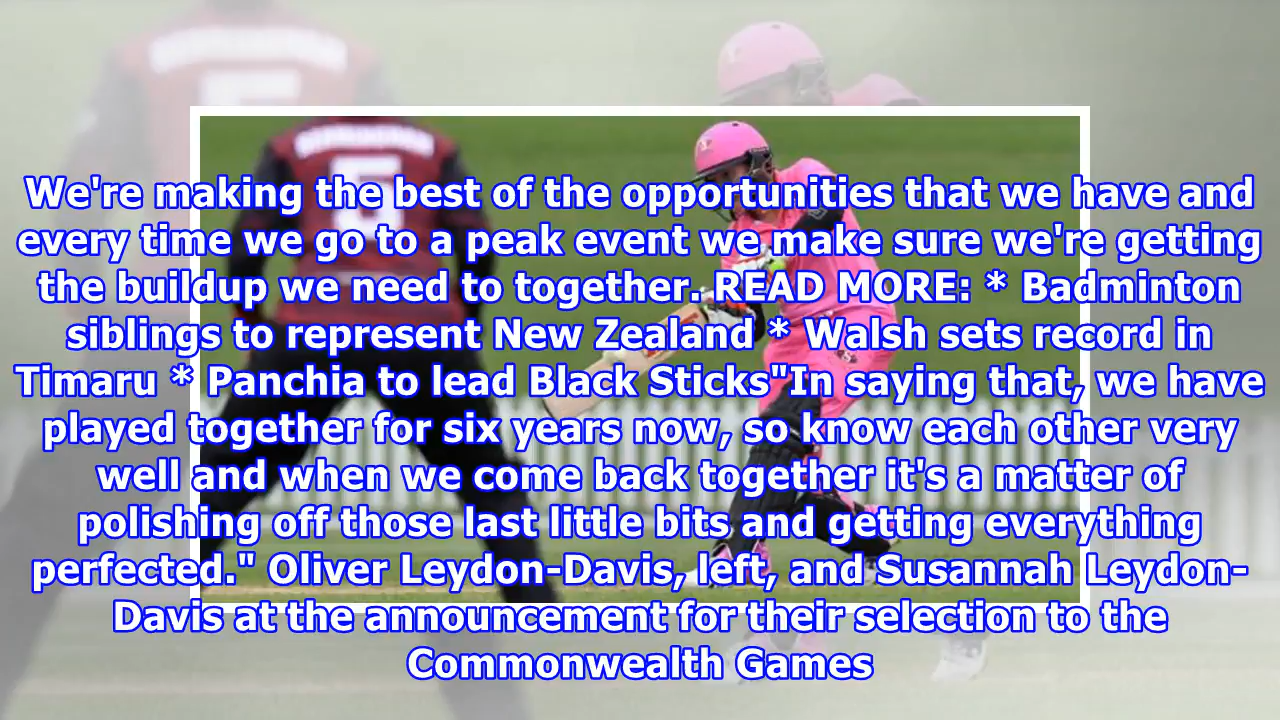 We're making the best of the opportunities that we have and
every time we go to a peak event we make sure we're getting
the buildup we need to together. READ MORE: * Badminton
siblings to represent New Zealand * Walsh sets record in
Timaru * Panchia to lead Black Sticks"In saying that, we have
played together for six years now, so know each other very
well and when we come back together it's a matter of
polishing off those last little bits and getting everything
perfected." Oliver Leydon-Davis, left, and Susannah Leydon-
Davis at the announcement for their selection to the
Commonwealth Games